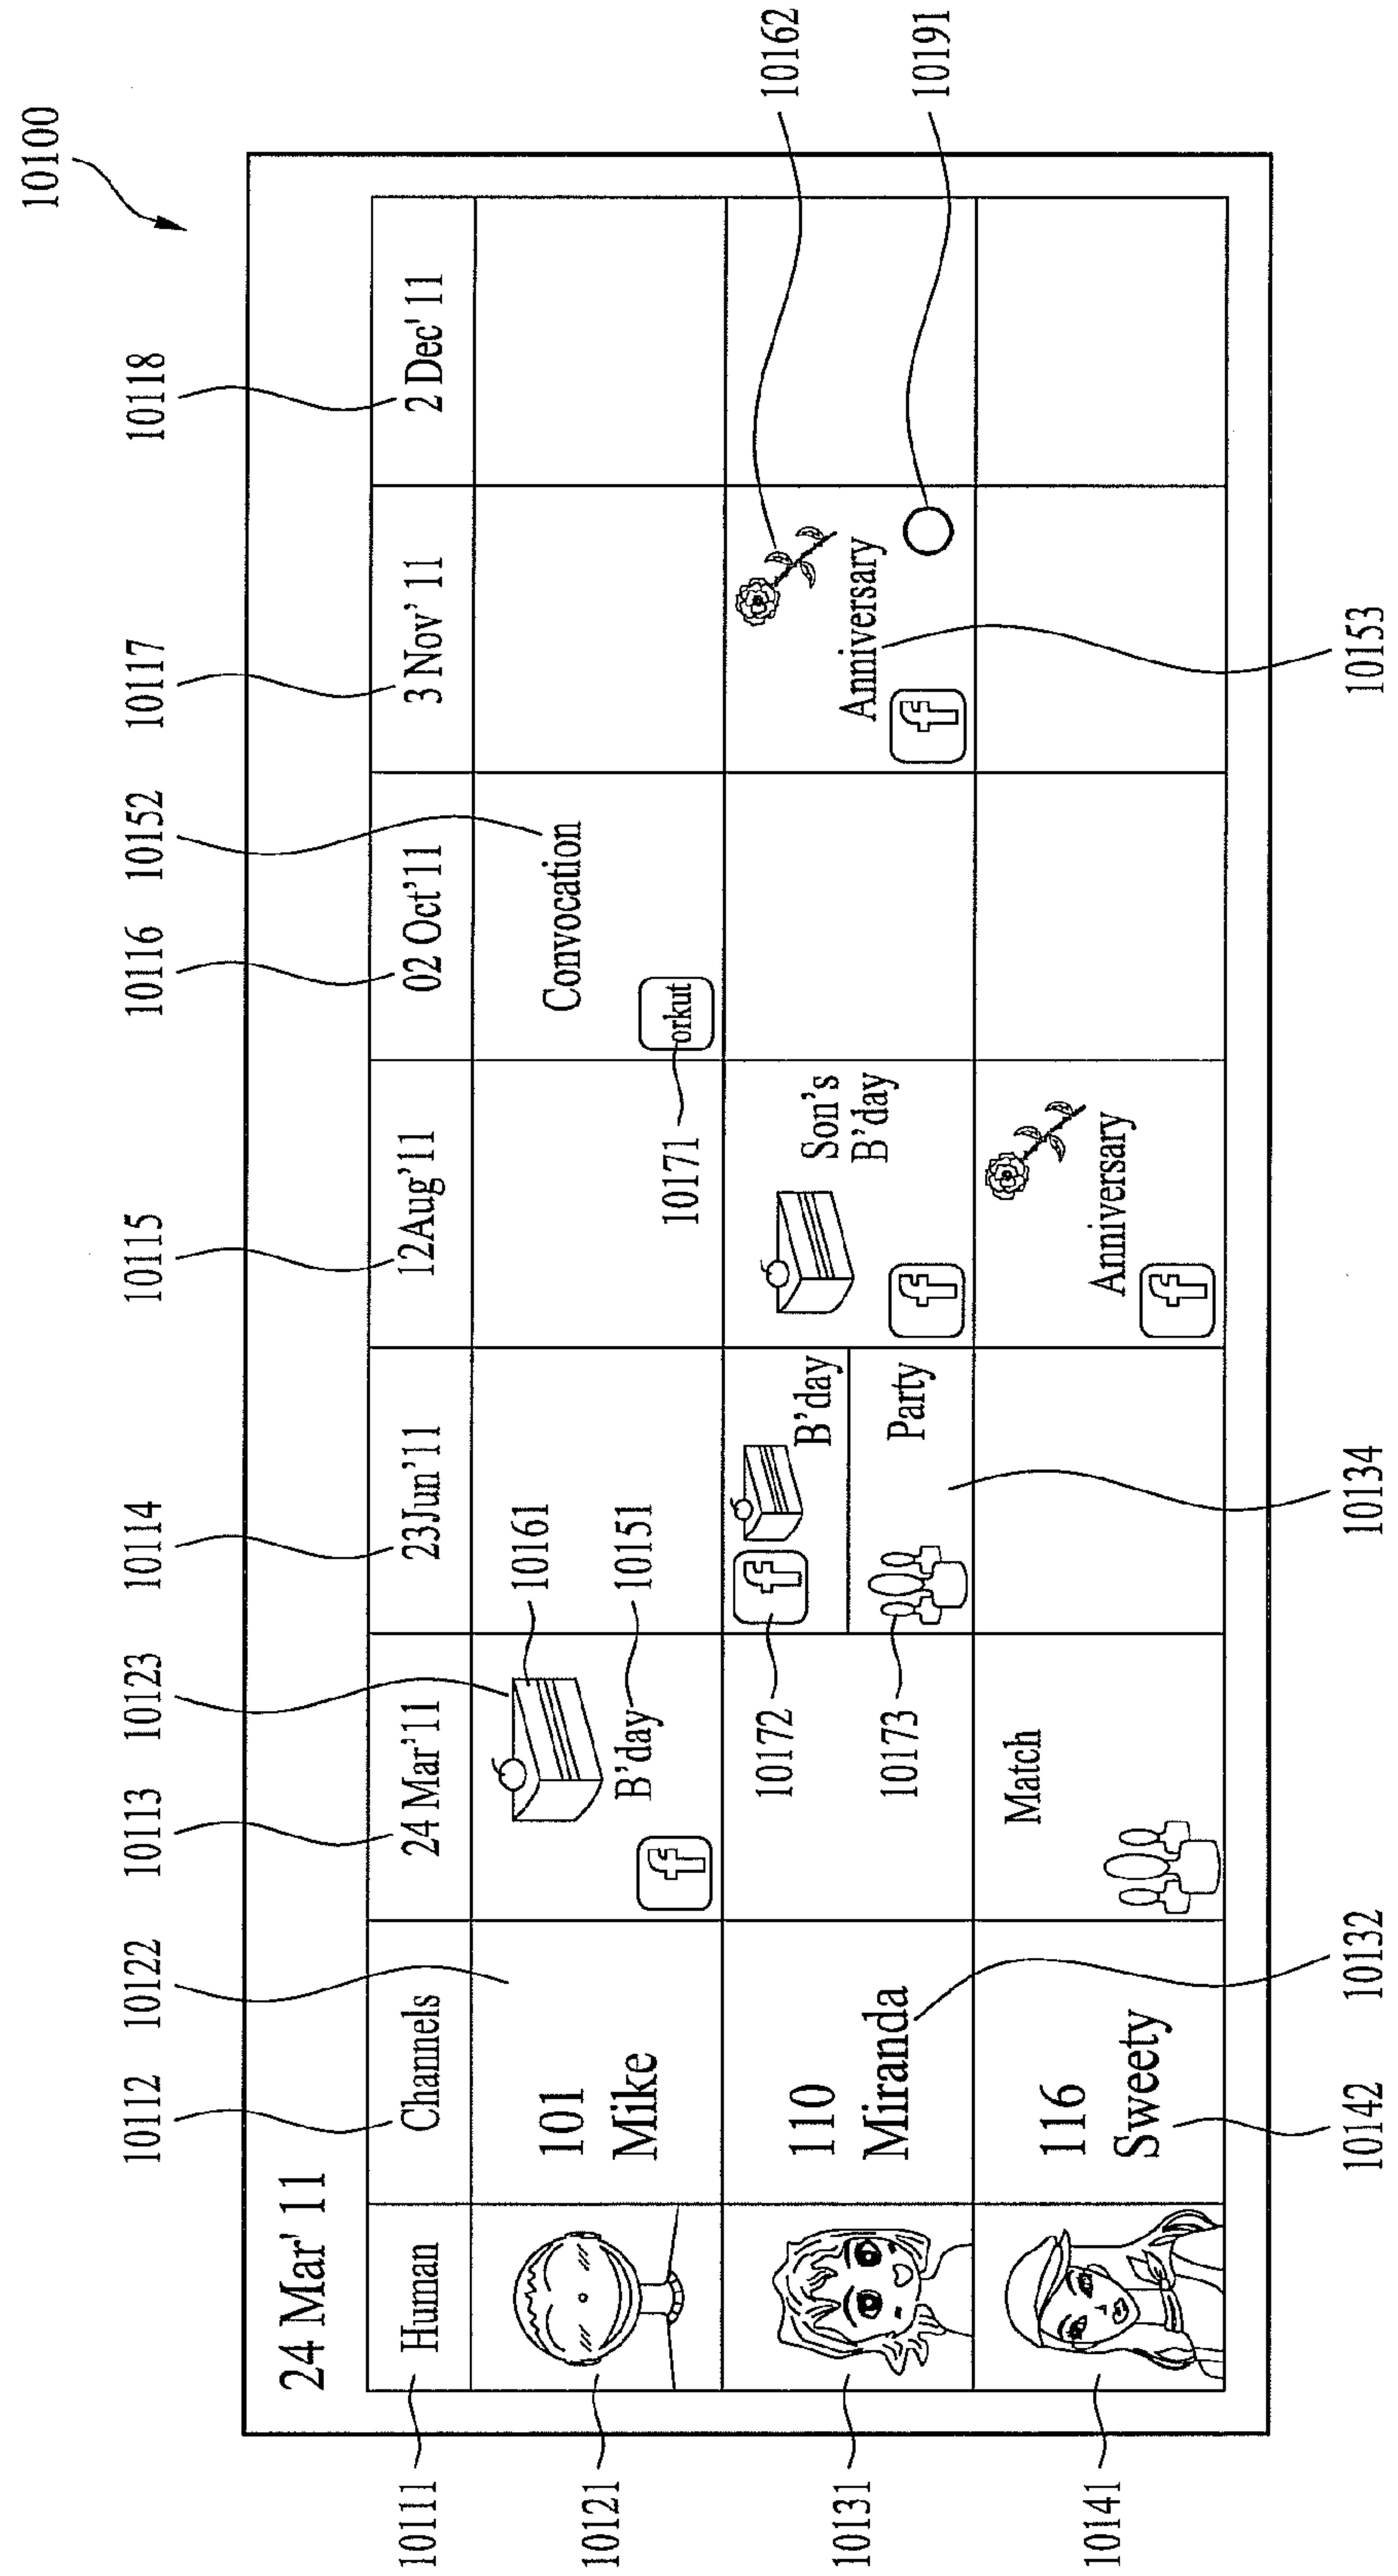 10100
10112 10122 10113 10123 10114 10115 10116 10152 10117 10118
24 Mar' 11
10111 Human Channels 24 Mar'11 23Jun'11 12Aug'11 02 Oct'11 3 Nov' 11 2 Dec' 11
10161
Convocation
101
Mike
B'day
10151
f
orkut
10171
10121
10162
f
B'day
10172
Son's
B'day
110
Miranda
Anniversary
10173
Party
f
f
10191
10131
Match
116
Sweety
Anniversary
f
10141
10142 10132 10134 10153